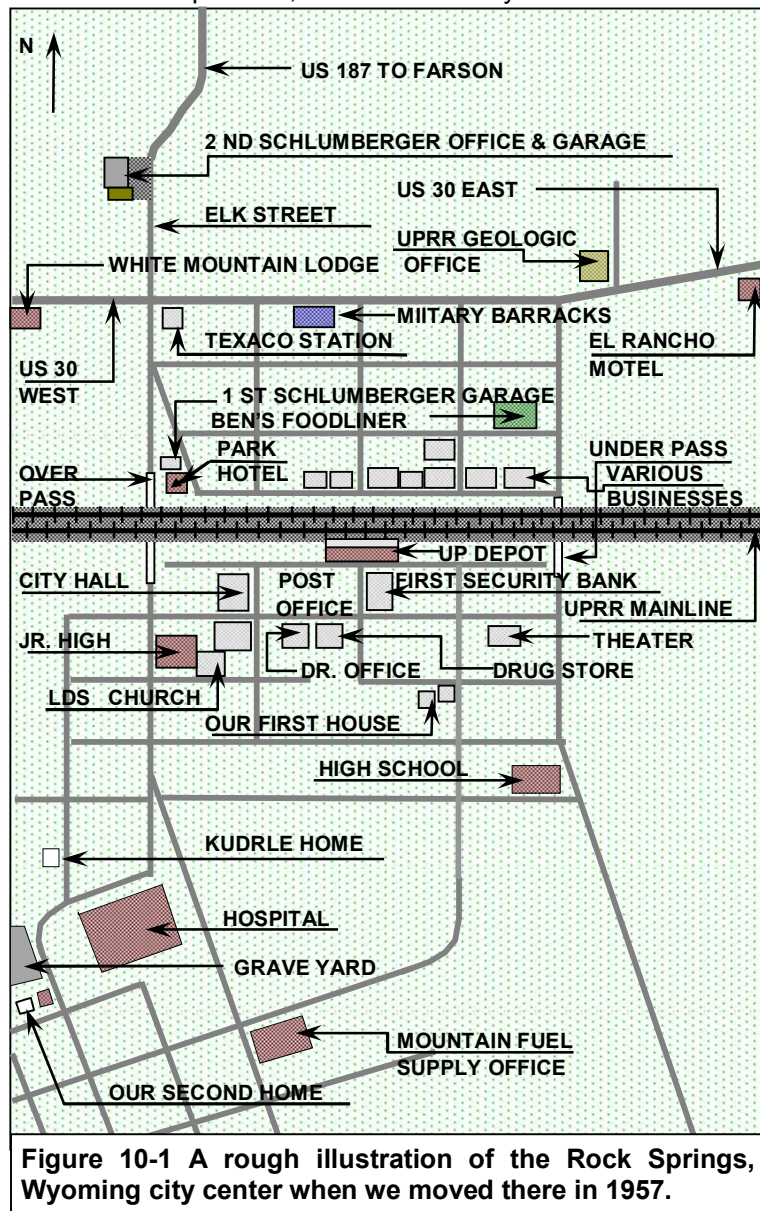 N
US 187 TO FARSON
2 ND SCHLUMBERGER OFFICE & GARAGE
US 30 EAST
ELK STREET
UPRR GEOLOGIC
OFFICE
WHITE MOUNTAIN LODGE
MIITARY BARRACKS
TEXACO STATION
EL RANCHO
MOTEL
US 30
WEST
1 ST SCHLUMBERGER GARAGE
BEN'S FOODLINER
PARK
HOTEL
UNDER PASS
OVER
PASS
VARIOUS
BUSINESSES
UP DEPOT
CITY HALL
POST
OFFICE
FIRST SECURITY BANK
UPRR MAINLINE
JR. HIGH
THEATER
DR. OFFICE
DRUG STORE
LDS CHURCH
OUR FIRST HOUSE
HIGH SCHOOL
KUDRLE HOME
HOSPITAL
GRAVE YARD
MOUNTAIN FUEL
SUPPLY OFFICE
OUR SECOND HOME
Figure 10-1 A rough illustration of the Rock Springs,
Wyoming city center when we moved there in 1957.